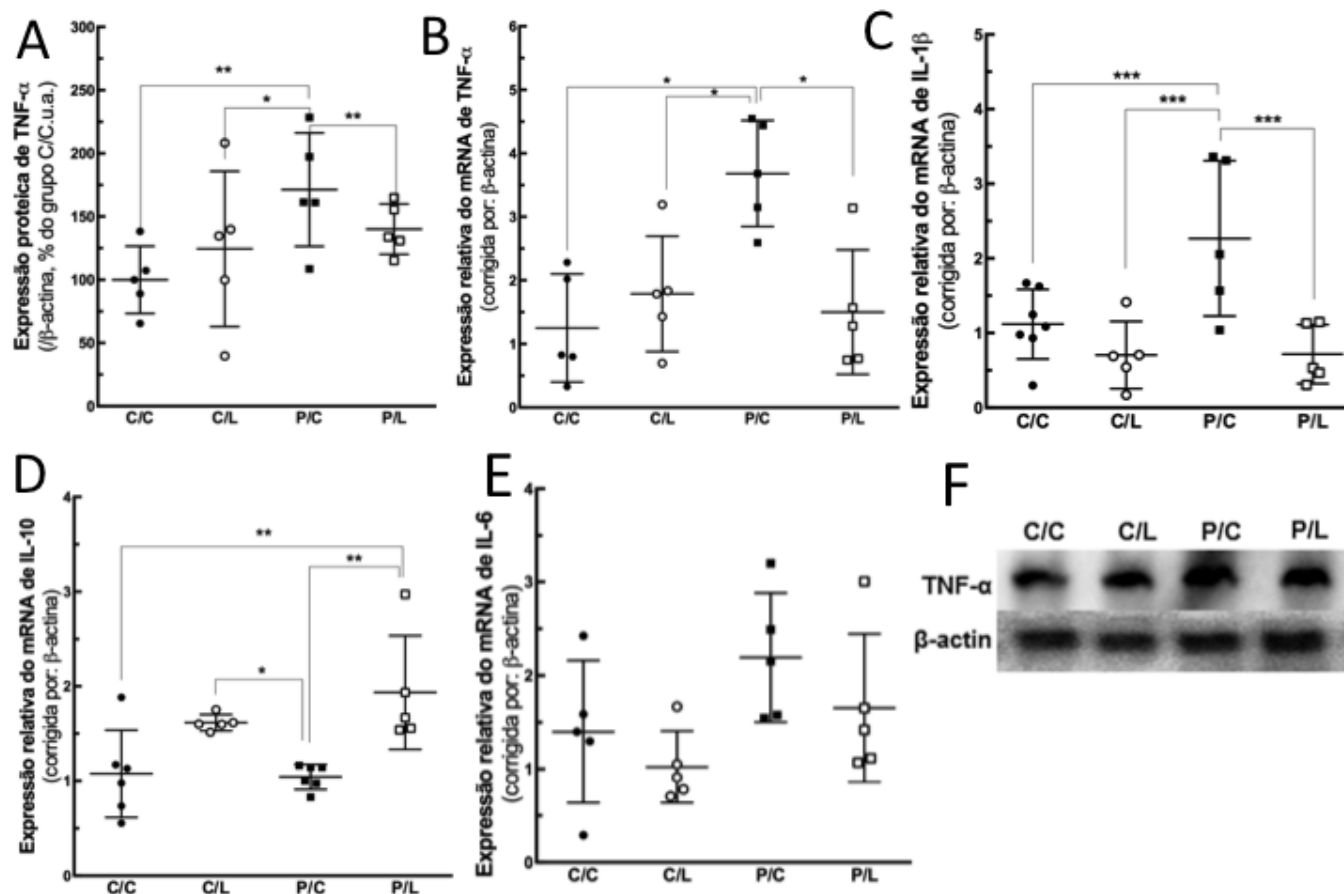 A
Expressão proteica de TNF-α
(/β-actina, % do grupo C/C.u.a.)
300
250
200
150
100
50
0
**
*
**
C/C C/L P/C P/L
B
Expressão relativa do mRNA de TNF-α
(corrigida por: β-actina)
6
5
4
3
2
1
0
*
*
*
C/C C/L P/C P/L
C
Expressão relativa do mRNA de IL-1β
(corrigida por: β-actina)
5
4
3
2
1
0
***
***
***
C/C C/L P/C P/L
D
Expressão relativa do mRNA de IL-10
(corrigida por: β-actina)
4
3
2
1
0
**
**
*
C/C C/L P/C P/L
E
Expressão relativa do mRNA de IL-6
(corrigida por: β-actina)
4
3
2
1
0
C/C C/L P/C P/L
F
C/C C/L P/C P/L
TNF-α
β-actin